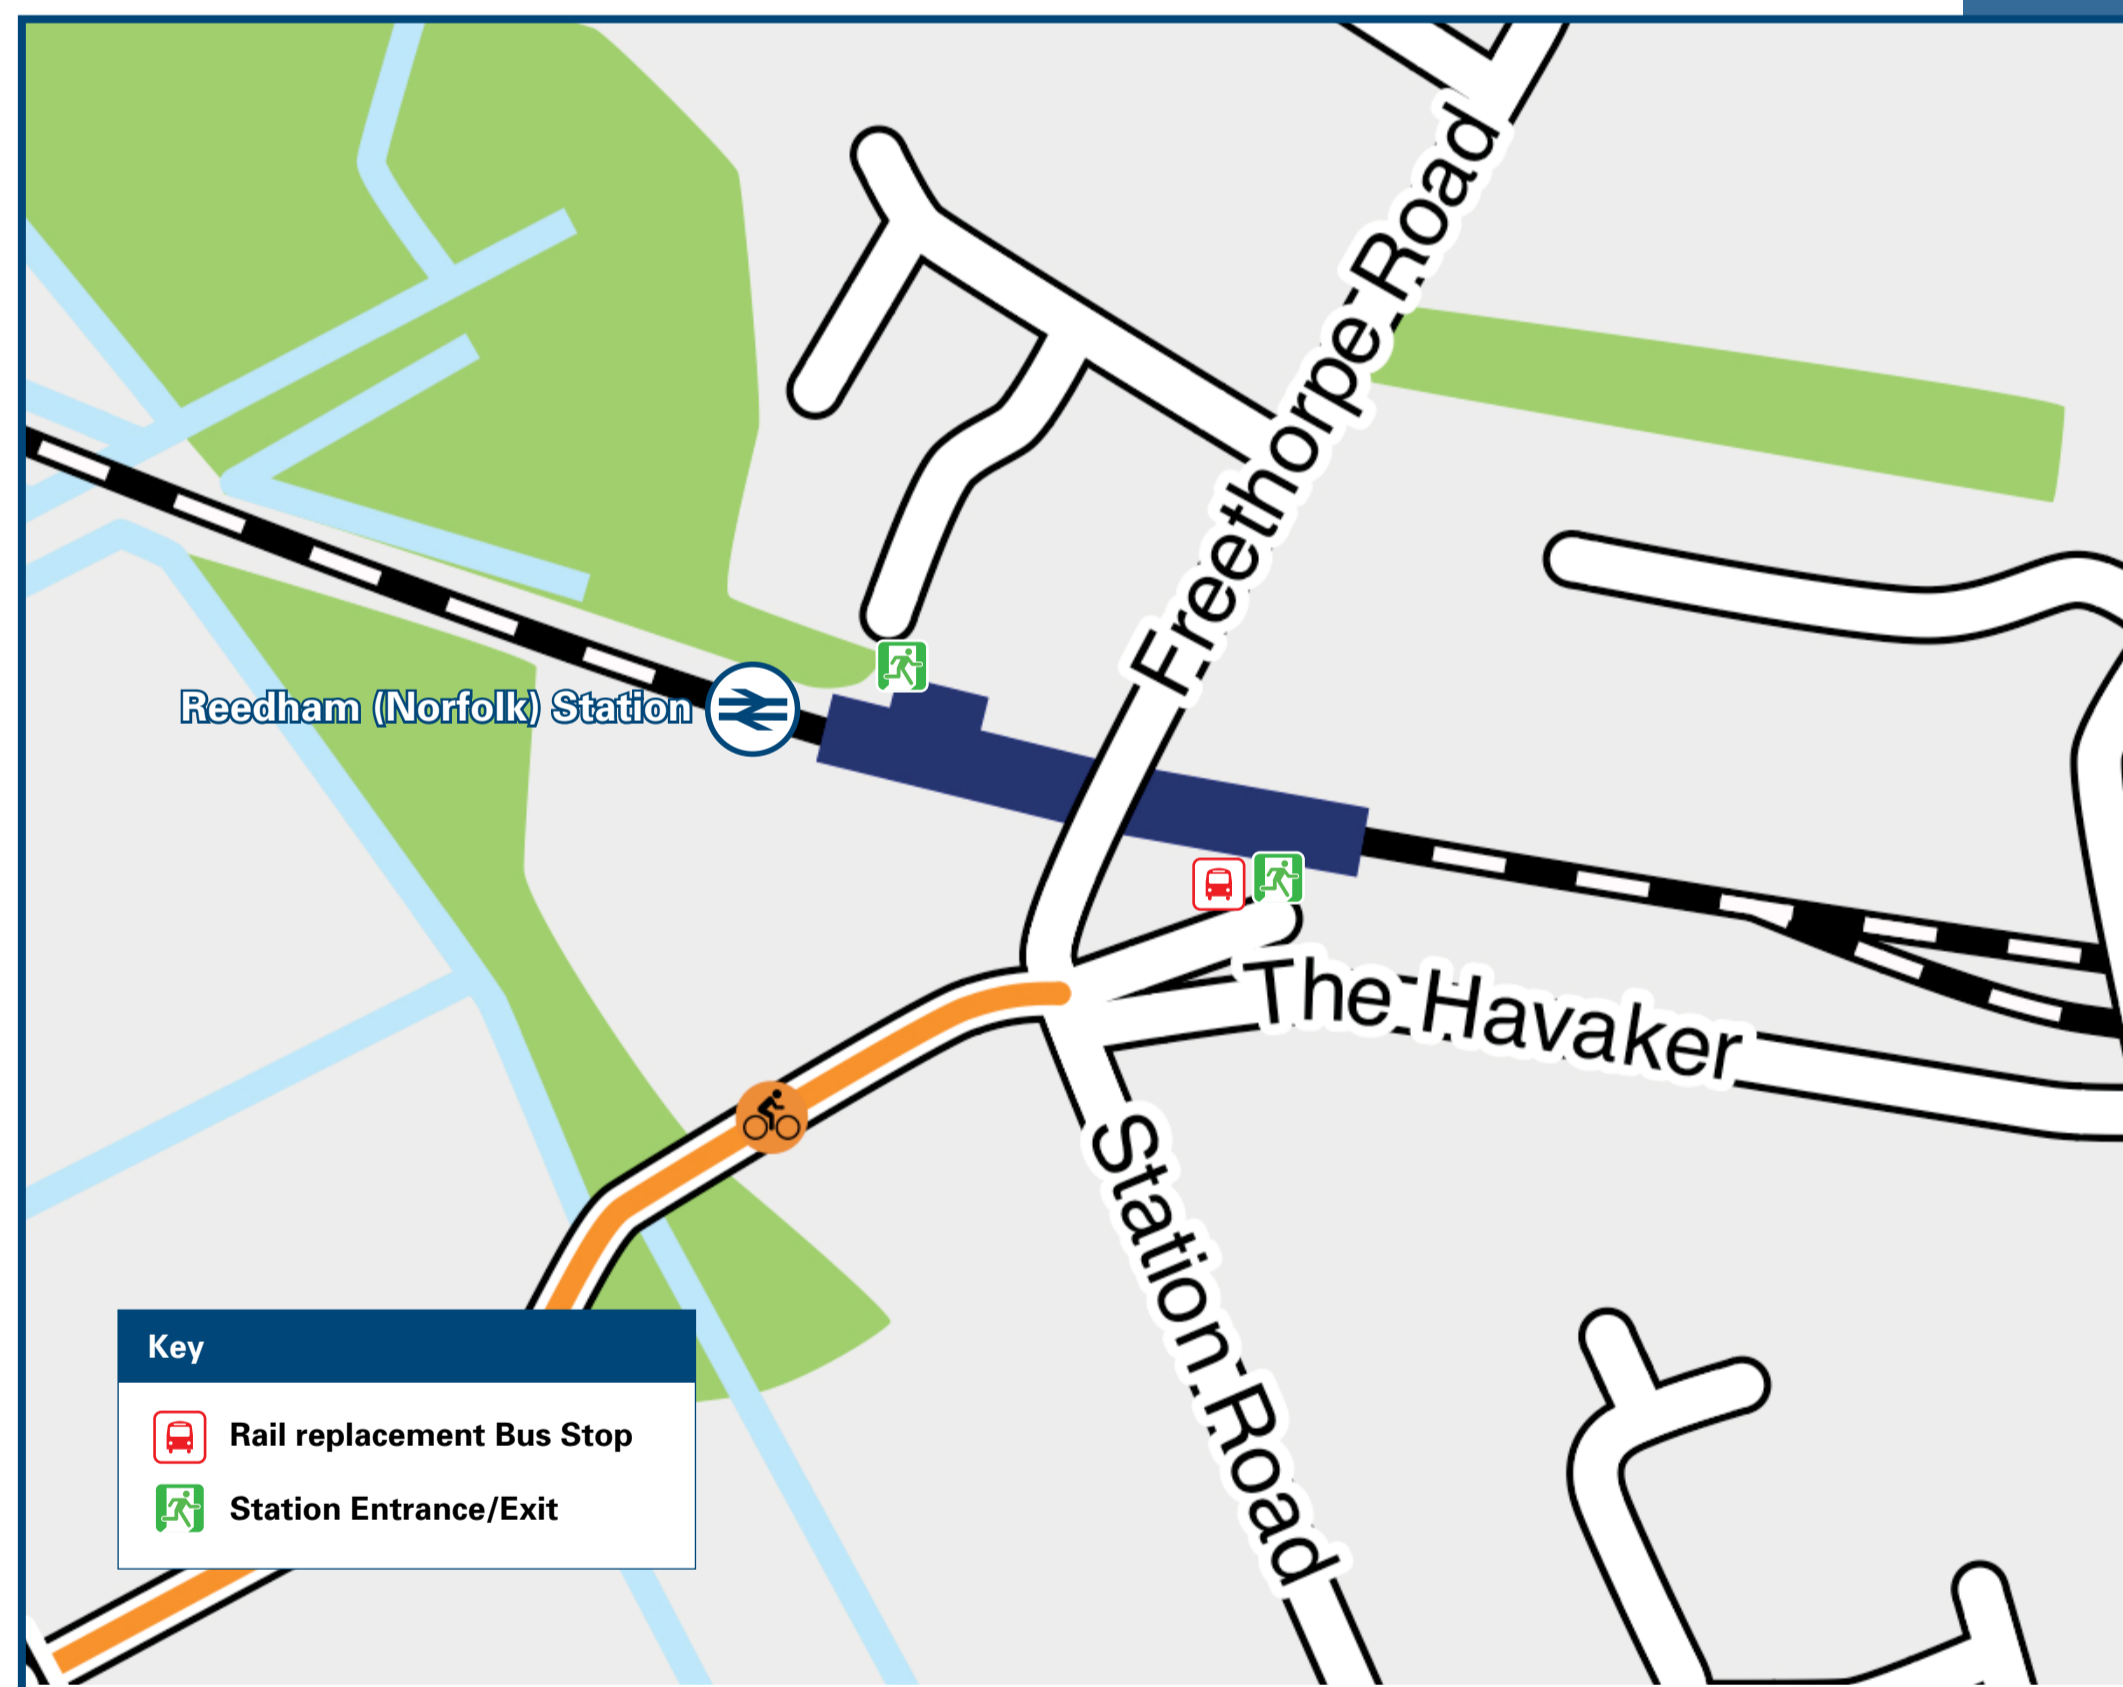 Freethorpe Road
Reedham (Norfolk) Station
The Havaker
Station Road
Key
Rail replacement Bus Stop
Station Entrance/Exit